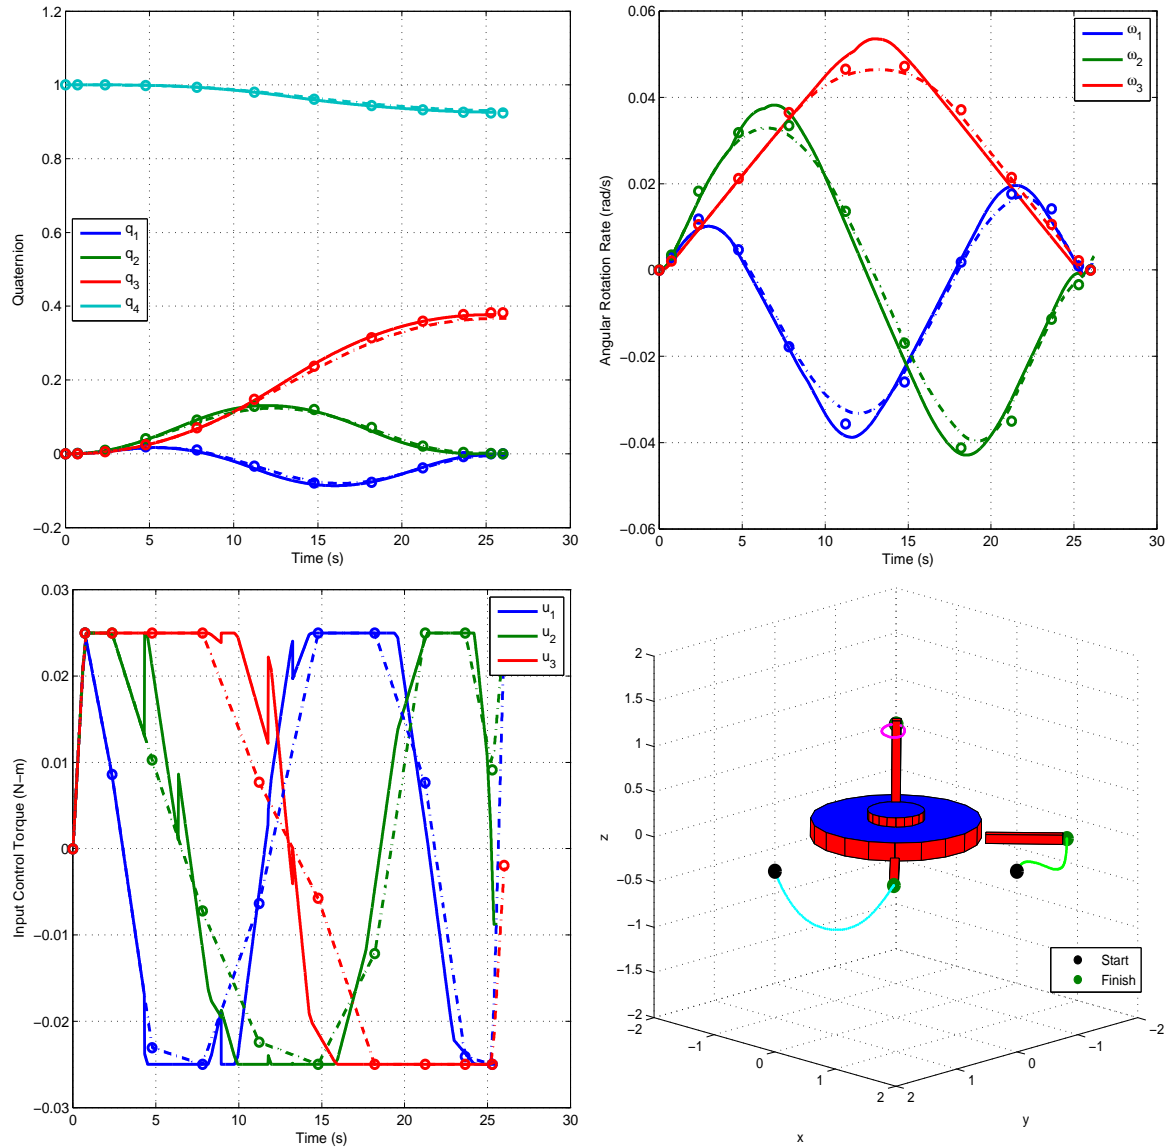 1.2
1
0.8
0.6
0.4
0.2
0
−0.2
Quaternion
q1
q2
q3
q4
0 5 10 15 20 25 30
Time (s)
0.06
0.04
0.02
0
−0.02
−0.04
−0.06
Angular Rotation Rate (rad/s)
ω1
ω2
ω3
0 5 10 15 20 25 30
Time (s)
0.03
0.02
0.01
0
−0.01
−0.02
−0.03
Input Control Torque (N−m)
u1
u2
u3
0 5 10 15 20 25 30
Time (s)
2
1.5
1
0.5
0
−0.5
−1
−1.5
−2
z
Start
Finish
−2 −1 0 1 2
x
2 1 0 −1 −2
y